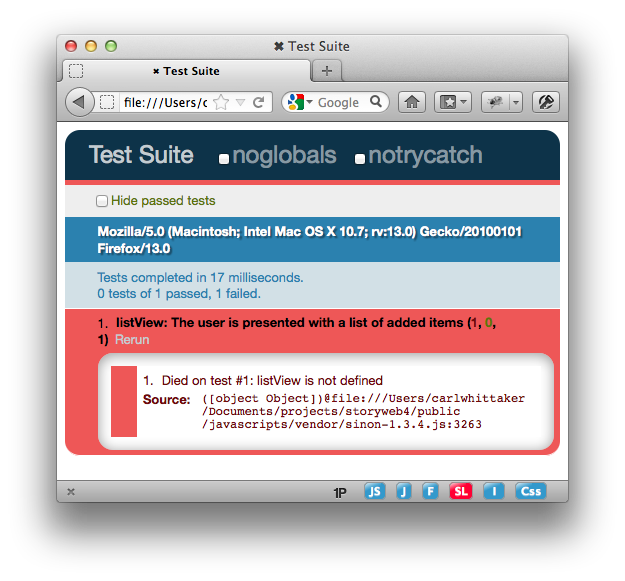 ✖ Test Suite
✖ Test Suite
file:///Users/c
Google
Test Suite noglobals notrycatch
Hide passed tests
Mozilla/5.0 (Macintosh; Intel Mac OS X 10.7; rv:13.0) Gecko/20100101
Firefox/13.0
Tests completed in 17 milliseconds.
0 tests of 1 passed, 1 failed.
1. listView: The user is presented with a list of added items (1, 0,
1) Rerun
1. Died on test #1: listView is not defined
Source: ([object Object])@file:///Users/carlwhittaker
/Documents/projects/storyweb4/public
/javascripts/vendor/sinon-1.3.4.js:3263
× 1P JS J F SL I Css